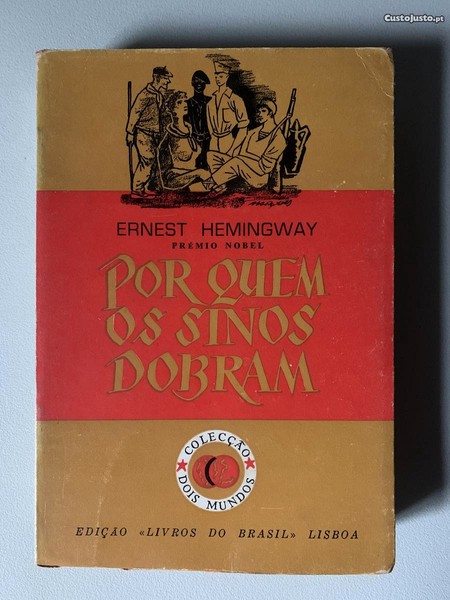 CustoJusto.pt
ERNEST HEMINGWAY
PRÉMIO NOBEL
POR QUEM
OS SINOS
DOBRAM
COLECÇÃO
DOIS MUNDOS
EDIÇÃO «LIVROS DO BRASIL» LISBOA